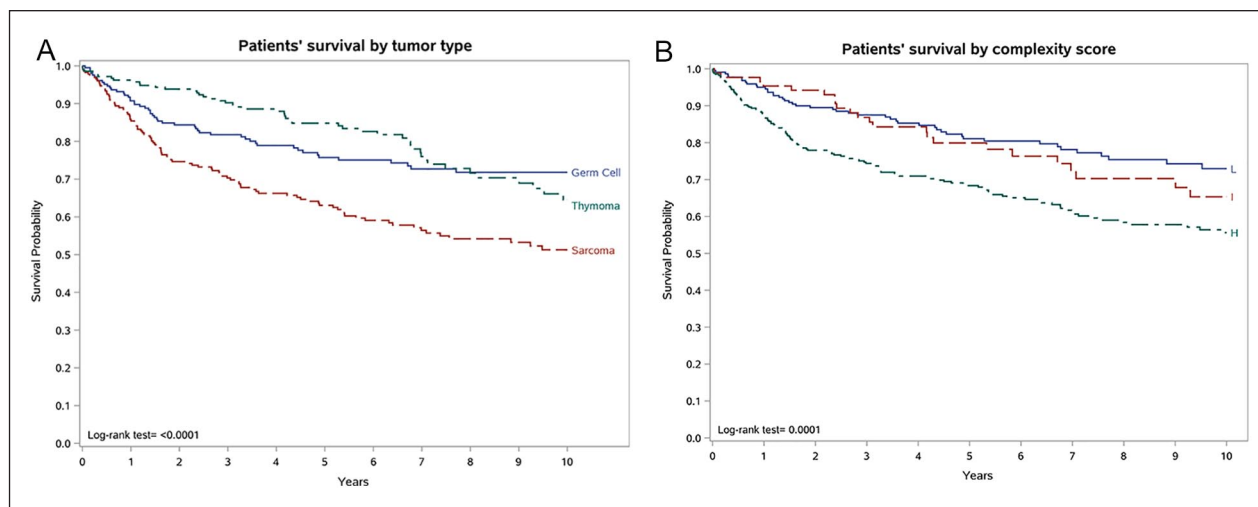 A
Patients' survival by tumor type
Survival Probability
1.0
0.9
0.8
0.7
0.6
0.5
0.4
0.3
0.2
0.1
0.0
Germ Cell
Thymoma
Sarcoma
Log-rank test= <0.0001
0 1 2 3 4 5 6 7 8 9 10
Years
B
Patients' survival by complexity score
Survival Probability
1.0
0.9
0.8
0.7
0.6
0.5
0.4
0.3
0.2
0.1
0.0
L
I
H
Log-rank test= 0.0001
0 1 2 3 4 5 6 7 8 9 10
Years